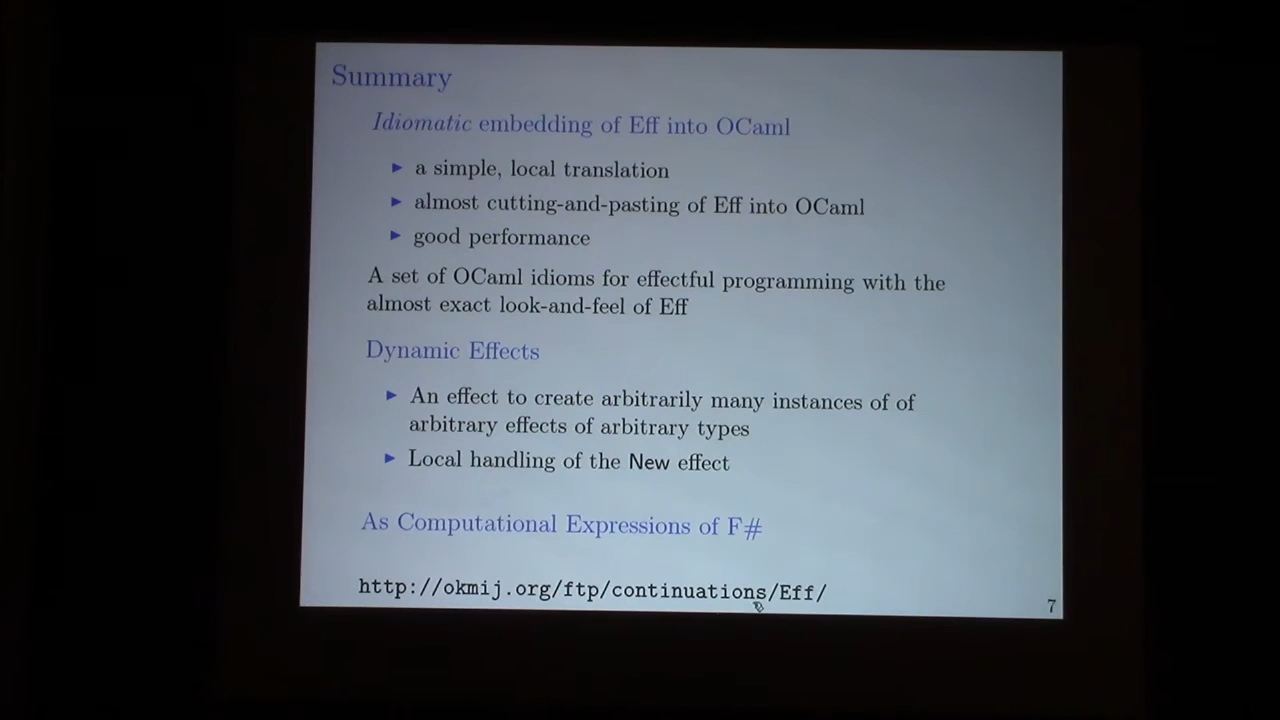 Summary
Idiomatic embedding of Eff into OCaml
▶ a simple, local translation
▶ almost cutting-and-pasting of Eff into OCaml
▶ good performance
A set of OCaml idioms for effectful programming with the
almost exact look-and-feel of Eff
Dynamic Effects
▶ An effect to create arbitrarily many instances of of
arbitrary effects of arbitrary types
▶ Local handling of the New effect
As Computational Expressions of F#
http://okmij.org/ftp/continuations/Eff/
7